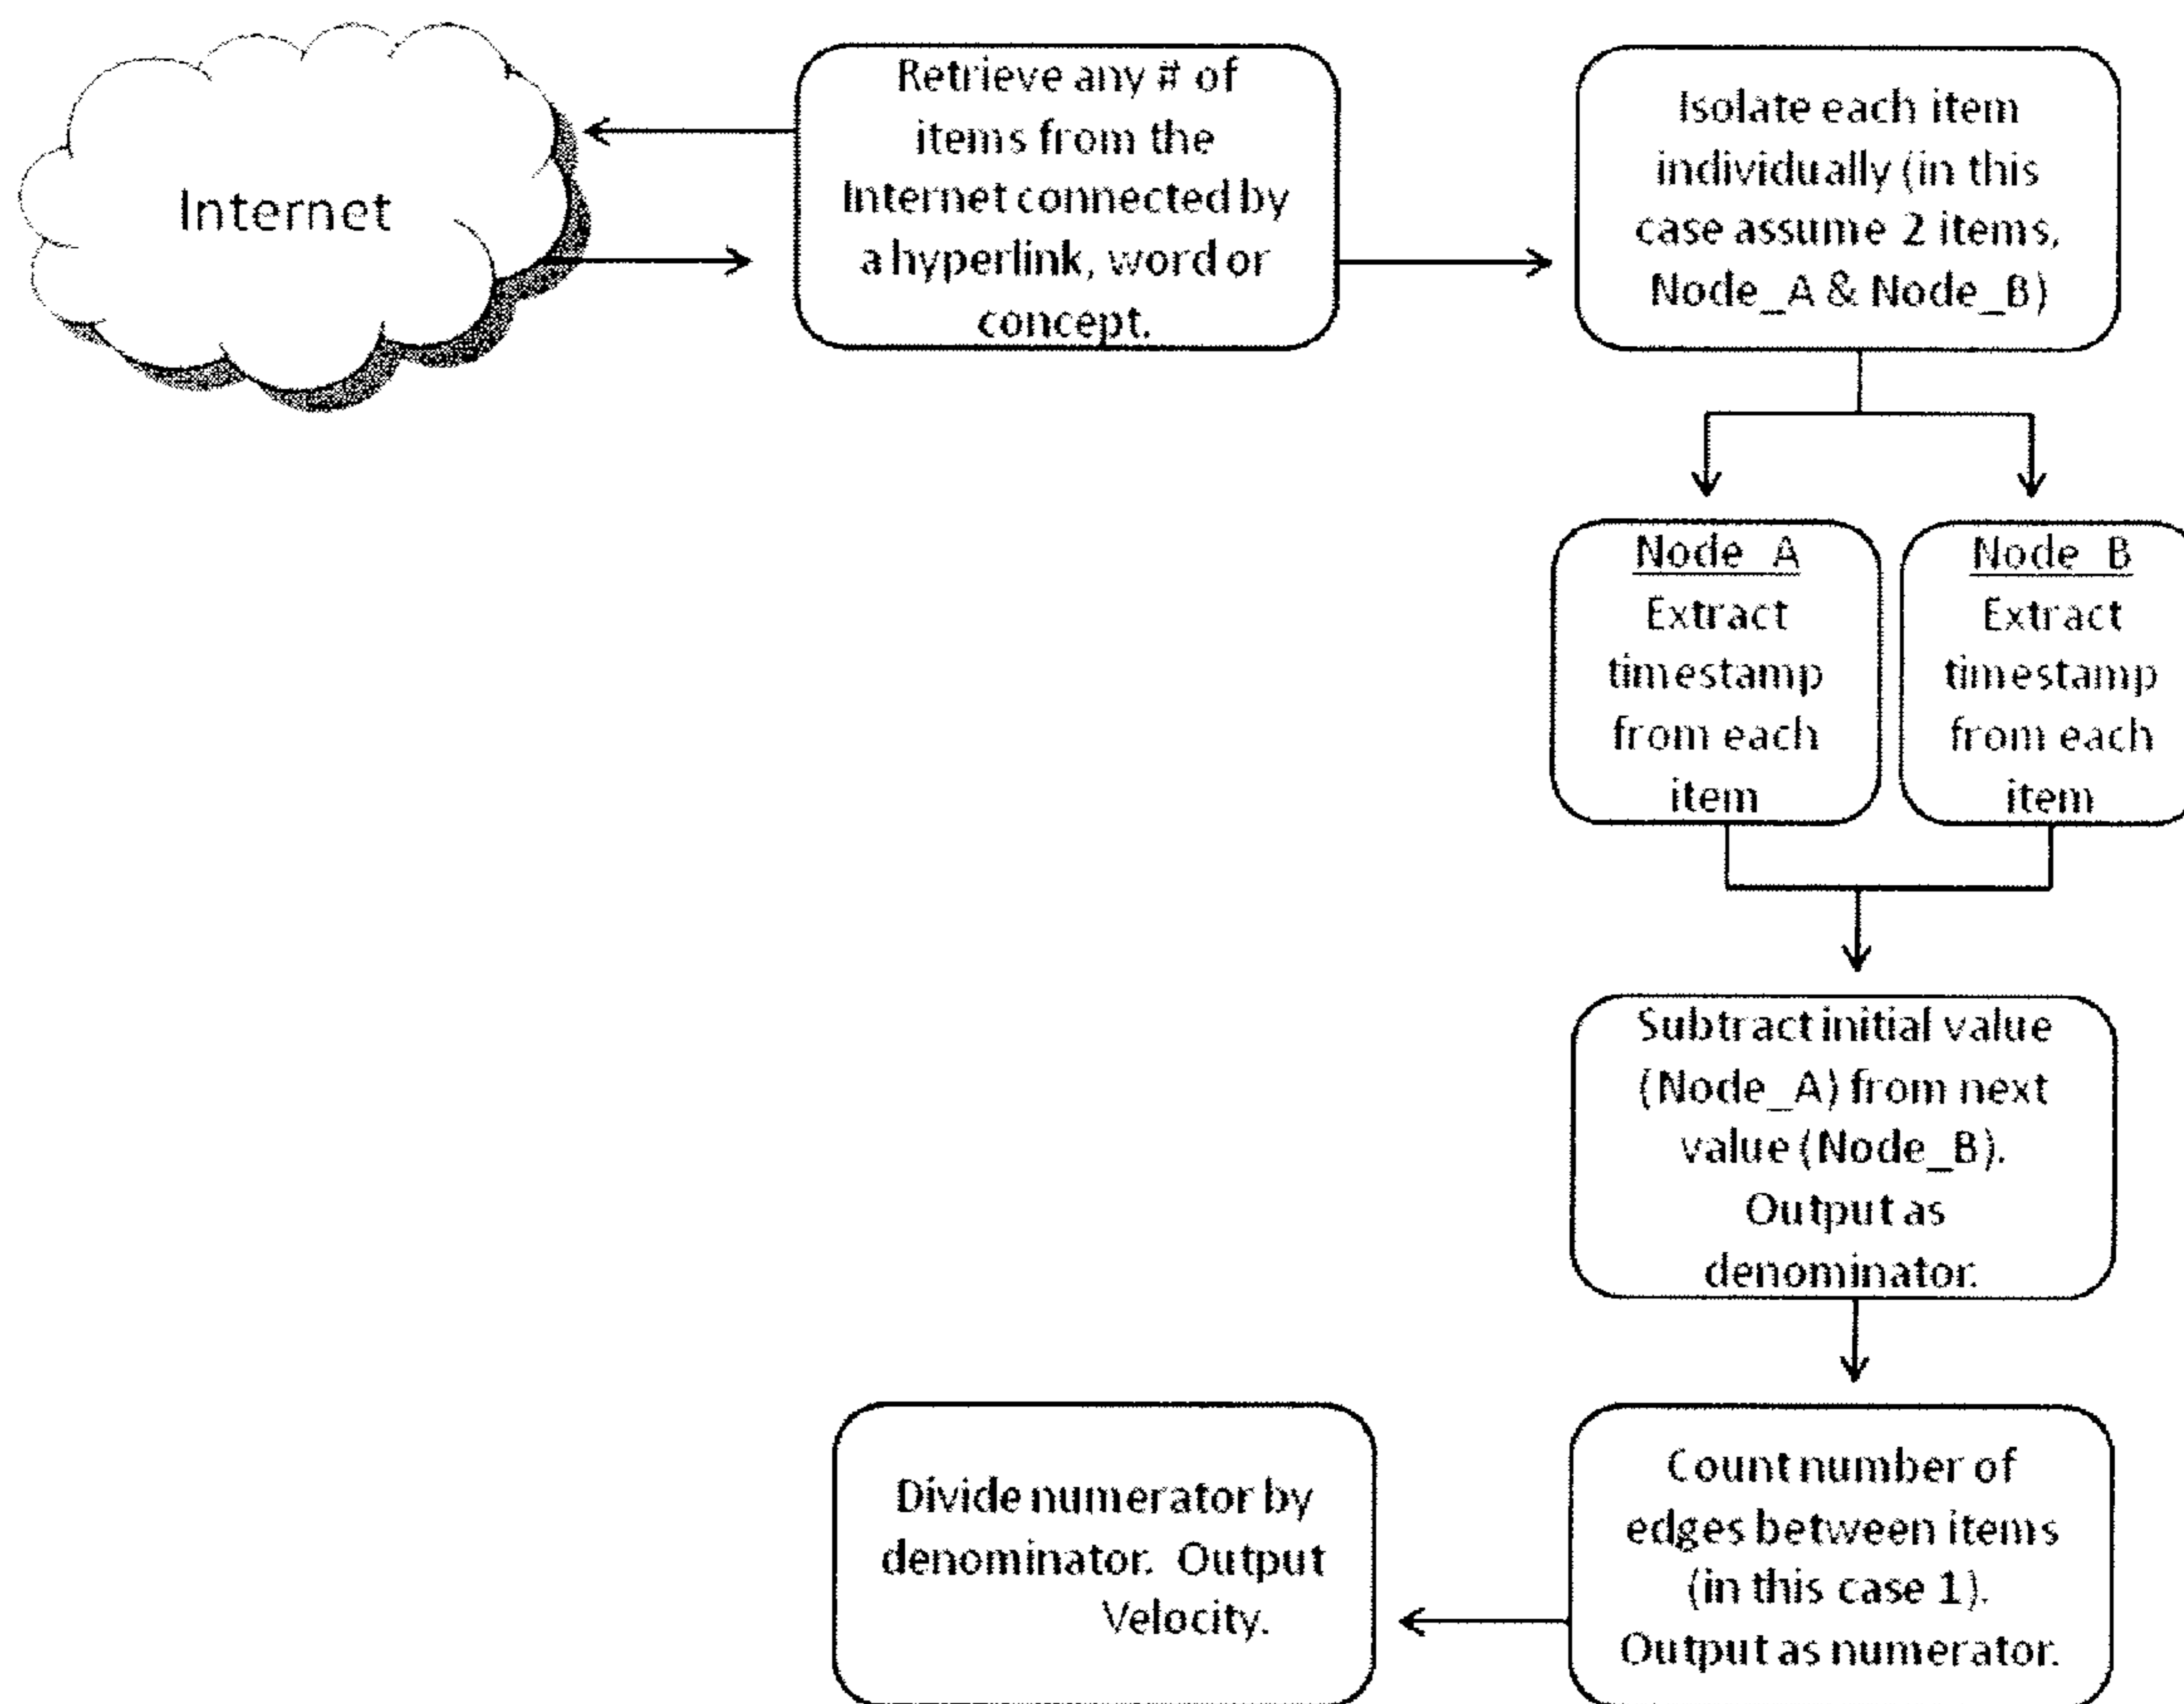 Internet
Retrieve any # of
items from the
Internet connected by
a hyperlink, word or
concept.
Isolate each item
individually (in this
case assume 2 items,
Node_A & Node_B)
Node_A
Extract
timestamp
from each
item
Node_B
Extract
timestamp
from each
item
Subtract initial value
(Node_A) from next
value (Node_B).
Output as
denominator.
Count number of
edges between items
(in this case 1).
Output as numerator.
Divide numerator by
denominator. Output
Velocity.